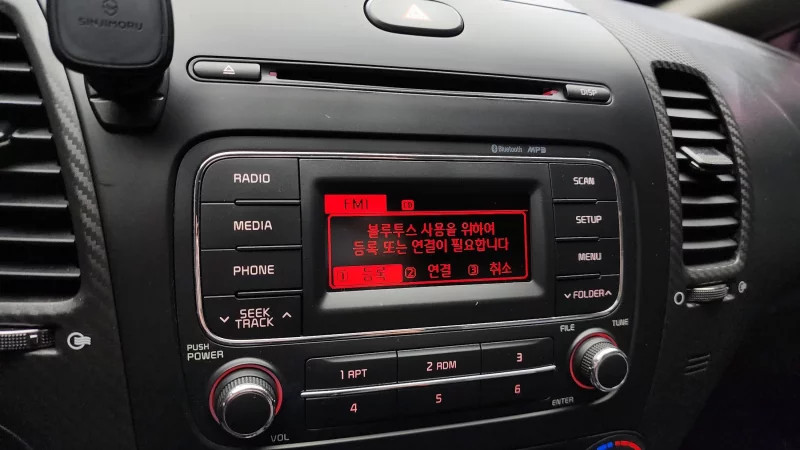 SINJIMORU
DISP
Bluetooth MP3
RADIO
SCAN
FM1
CD
MEDIA
블루투스 사용을 위하여
등록 또는 연결이 필요합니다
SETUP
PHONE
1 등록 2 연결 3 취소
MENU
SEEK
TRACK
FOLDER
PUSH
POWER
FILE
TUNE
1 RPT
2 RDM
3
4
5
6
VOL
ENTER